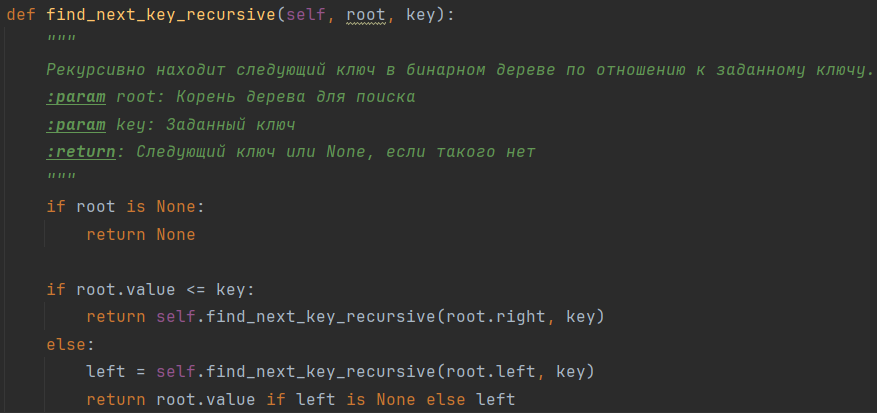 def find_next_key_recursive(self, root, key):
    """
    Рекурсивно находит следующий ключ в бинарном дереве по отношению к заданному ключу.
    :param root: Корень дерева для поиска
    :param key: Заданный ключ
    :return: Следующий ключ или None, если такого нет
    """
    if root is None:
        return None

    if root.value <= key:
        return self.find_next_key_recursive(root.right, key)
    else:
        left = self.find_next_key_recursive(root.left, key)
        return root.value if left is None else left